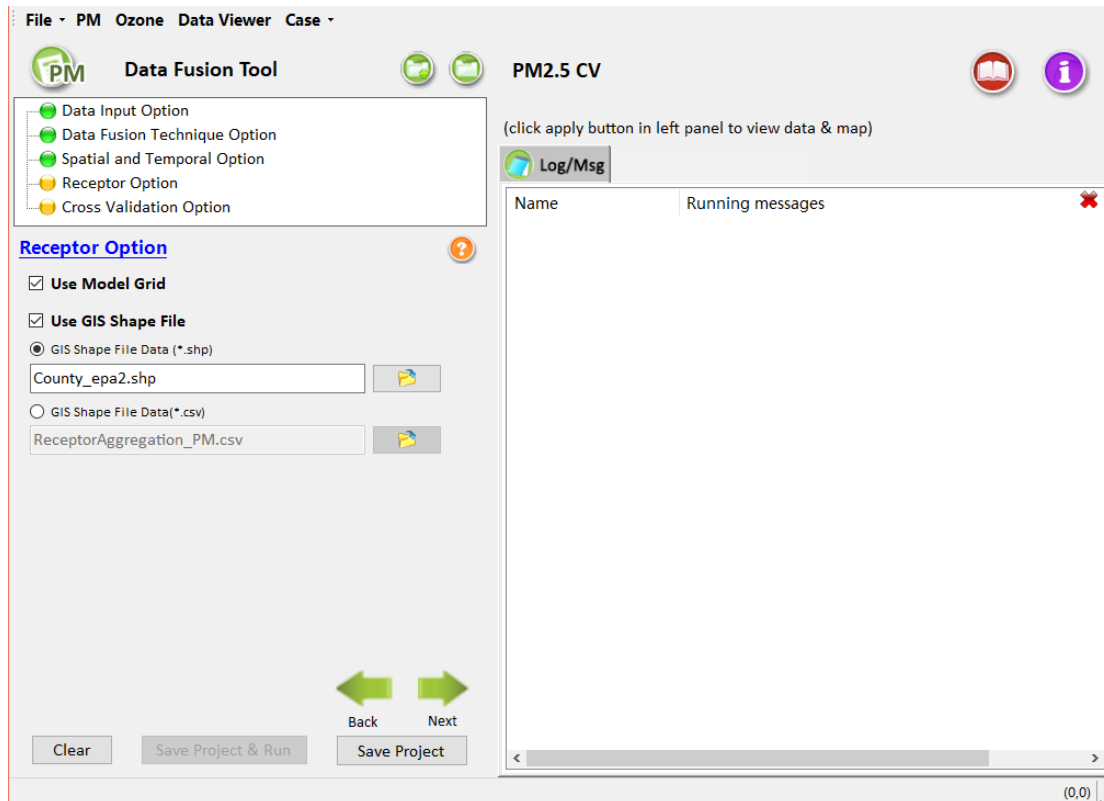 File PM Ozone Data Viewer Case
PM
Data Fusion Tool
PM2.5 CV
Data Input Option
Data Fusion Technique Option
Spatial and Temporal Option
Receptor Option
Cross Validation Option
(click apply button in left panel to view data & map)
Log/Msg
Name Running messages
Receptor Option
Use Model Grid
Use GIS Shape File
GIS Shape File Data (*.shp)
County_epa2.shp
GIS Shape File Data(*.csv)
ReceptorAggregation_PM.csv
Back Next
Clear Save Project & Run Save Project
(0,0)